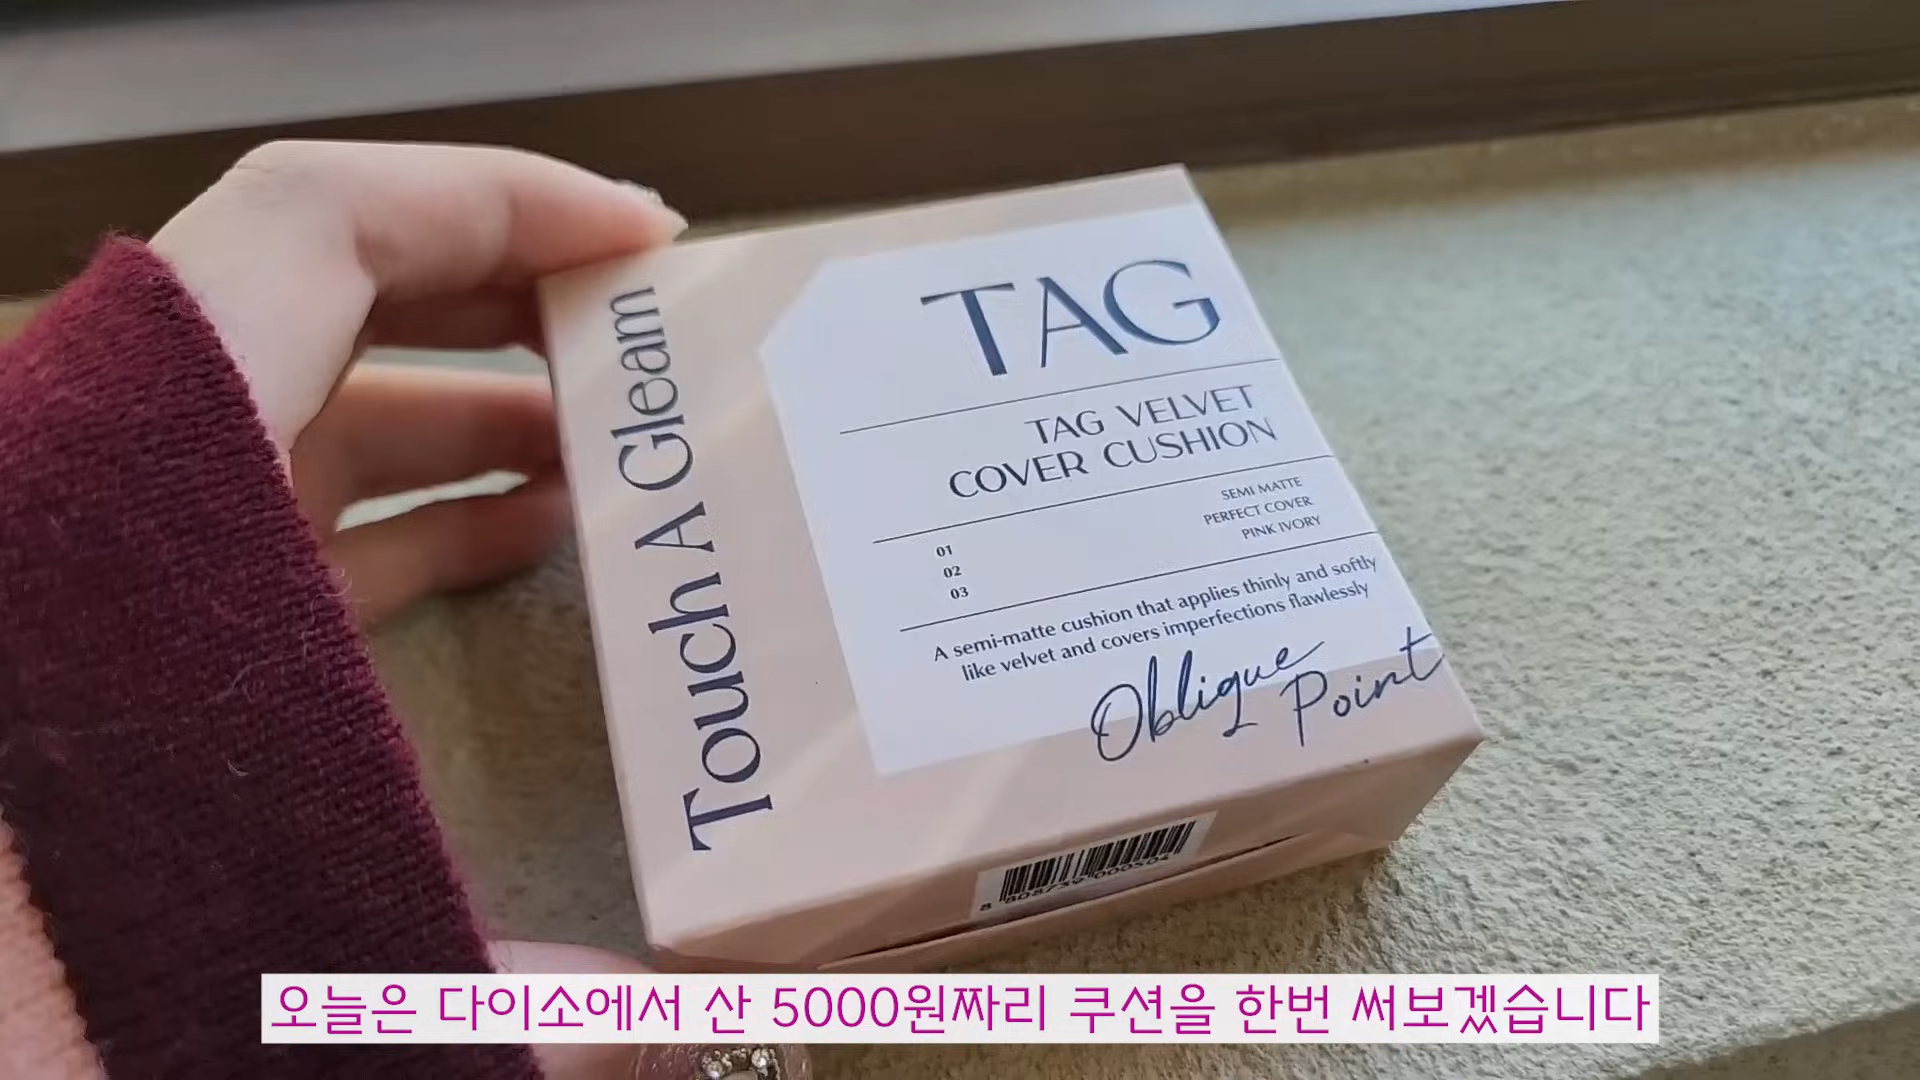 Touch A Gleam
TAG
TAG VELVET
COVER CUSHION
SEMI MATTE
PERFECT COVER
PINK IVORY
01
02
03
A semi-matte cushion that applies thinly and softly
like velvet and covers imperfections flawlessly
Oblique
Point
8 808739 000504
오늘은 다이소에서 산 5000원짜리 쿠션을 한번 써보겠습니다